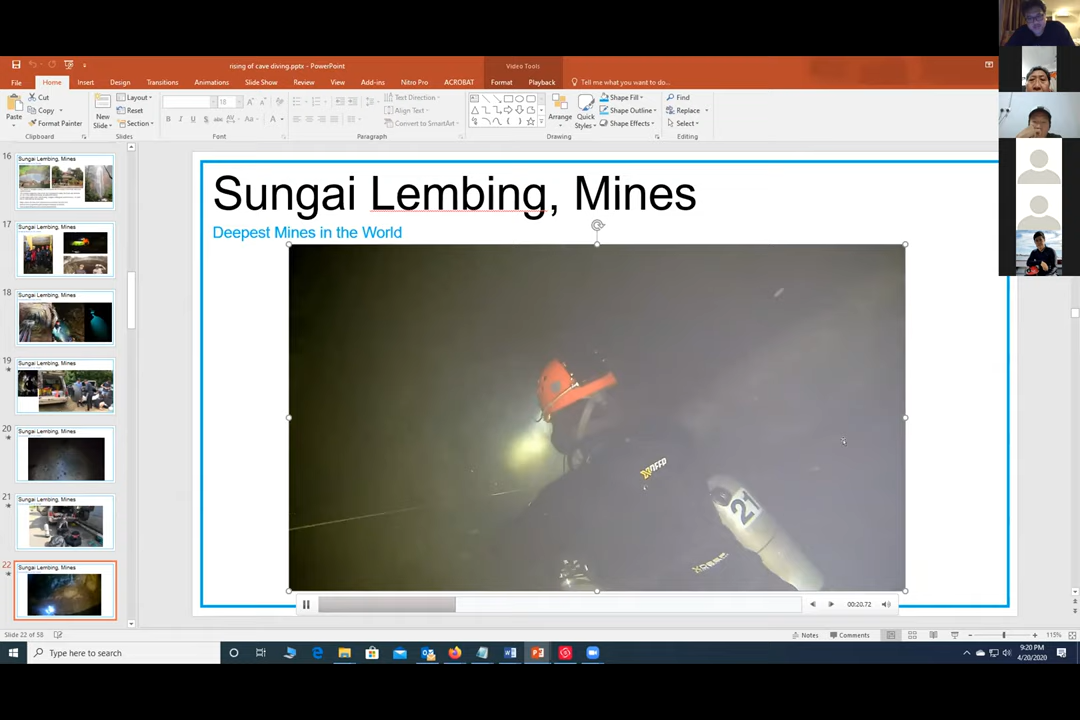 rising of cave diving.pptx - PowerPoint
Video Tools
File Home Insert Design Transitions Animations Slide Show Review View Add-ins Nitro Pro ACROBAT Format Playback Tell me what you want to do...
Paste
Cut
Copy
Format Painter
Clipboard
New Slide
Layout
Reset
Section
Slides
18
B I U S abc AV Aa A
Font
Text Direction
Align Text
Convert to SmartArt
Paragraph
Arrange
Quick Styles
Shape Fill
Shape Outline
Shape Effects
Drawing
Find
Replace
Select
Editing
16
Sungai Lembing, Mines
17
Sungai Lembing, Mines
18
Sungai Lembing, Mines
19
Sungai Lembing, Mines
20
Sungai Lembing, Mines
21
Sungai Lembing, Mines
22
Sungai Lembing, Mines
Sungai Lembing, Mines
Deepest Mines in the World
XDEEP
21
00:20.72
Slide 22 of 58
Notes
Comments
115%
Type here to search
9:20 PM
4/20/2020